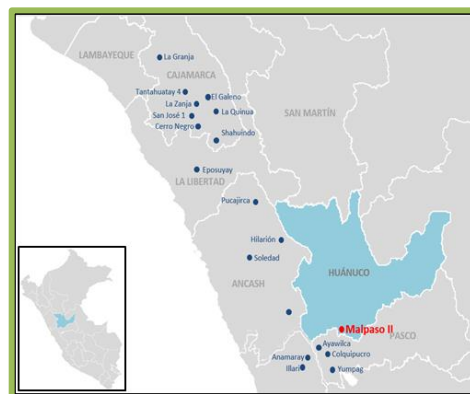 LAMBAYEQUE
La Granja
CAJAMARCA
Tantahuatay 4
El Galeno
La Zanja
La Quinua
San José 1
Cerro Negro
SAN MARTÍN
Shahuindo
Eposuyay
LA LIBERTAD
Pucajirca
Hilarión
Soledad
HUÁNUCO
ANCASH
Malpaso II
PASCO
Ayawilca
Colquipucro
Anamaray
Illari
Yumpag